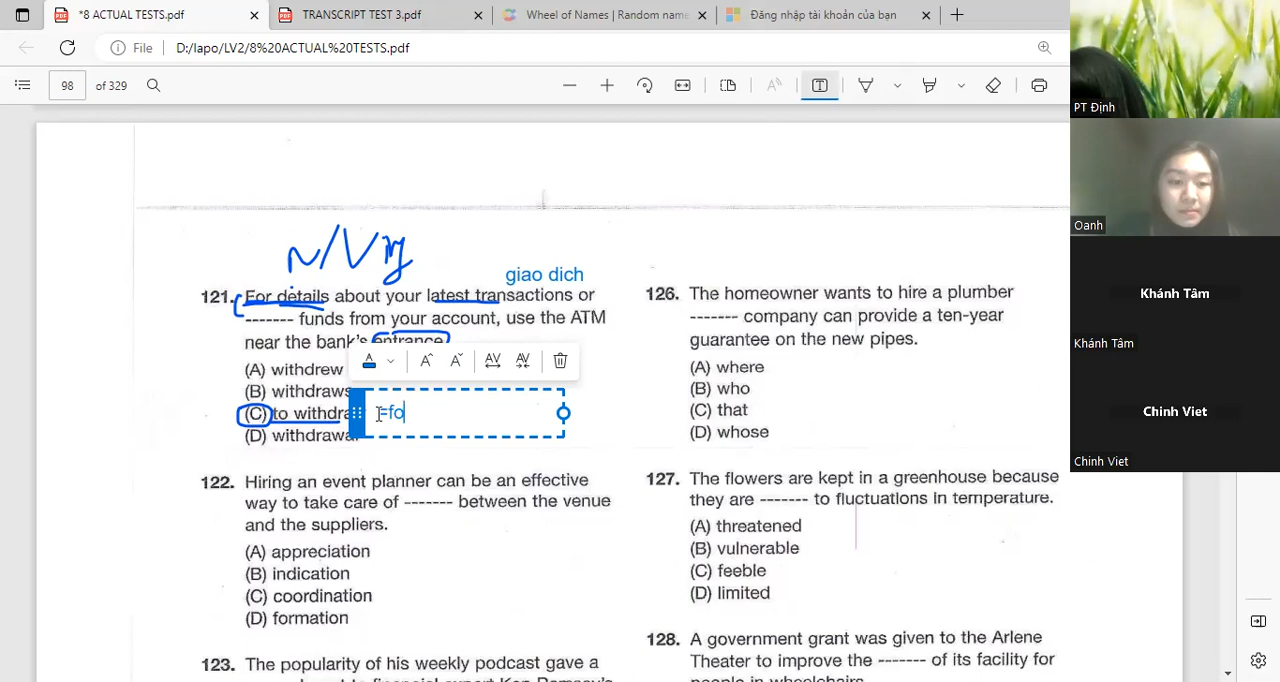 *8 ACTUAL TESTS.pdf
TRANSCRIPT TEST 3.pdf
Wheel of Names | Random name
Đăng nhập tài khoản của bạn
File
D:/lapo/LV2/8%20ACTUAL%20TESTS.pdf
98
of 329
PT Định
Oanh
Khánh Tâm
Khánh Tâm
Chinh Viet
Chinh Viet
N/Ving
giao dich
121. For details about your latest transactions or
------- funds from your account, use the ATM
near the bank's entrance.
(A) withdrew
(B) withdraws
(C) to withdra
(D) withdrawal
=fo
122. Hiring an event planner can be an effective
way to take care of ------- between the venue
and the suppliers.
(A) appreciation
(B) indication
(C) coordination
(D) formation
123. The popularity of his weekly podcast gave a
126. The homeowner wants to hire a plumber
------- company can provide a ten-year
guarantee on the new pipes.
(A) where
(B) who
(C) that
(D) whose
127. The flowers are kept in a greenhouse because
they are ------- to fluctuations in temperature.
(A) threatened
(B) vulnerable
(C) feeble
(D) limited
128. A government grant was given to the Arlene
Theater to improve the ------- of its facility for
people in wheelchairs.